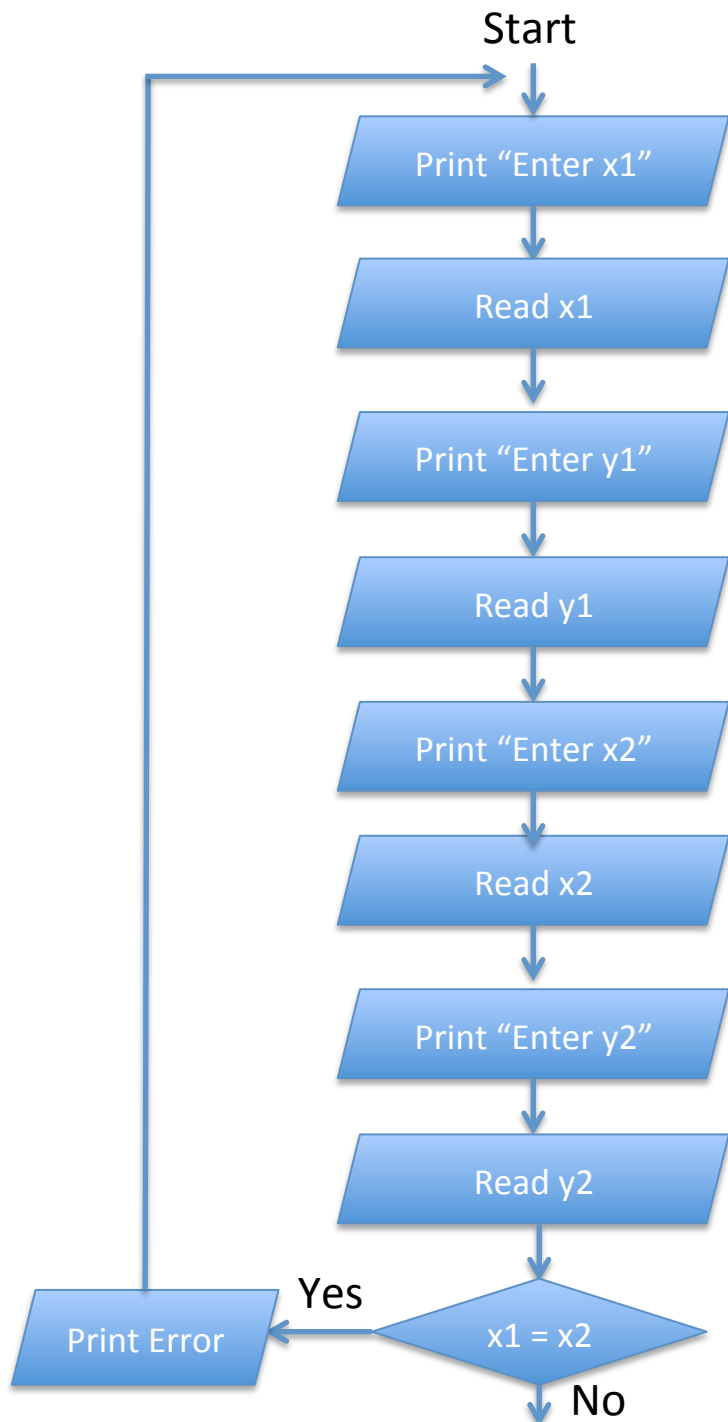 Start
Print “Enter x1”
Read x1
Print “Enter y1”
Read y1
Print “Enter x2”
Read x2
Print “Enter y2”
Read y2
x1 = x2
Yes
Print Error
No